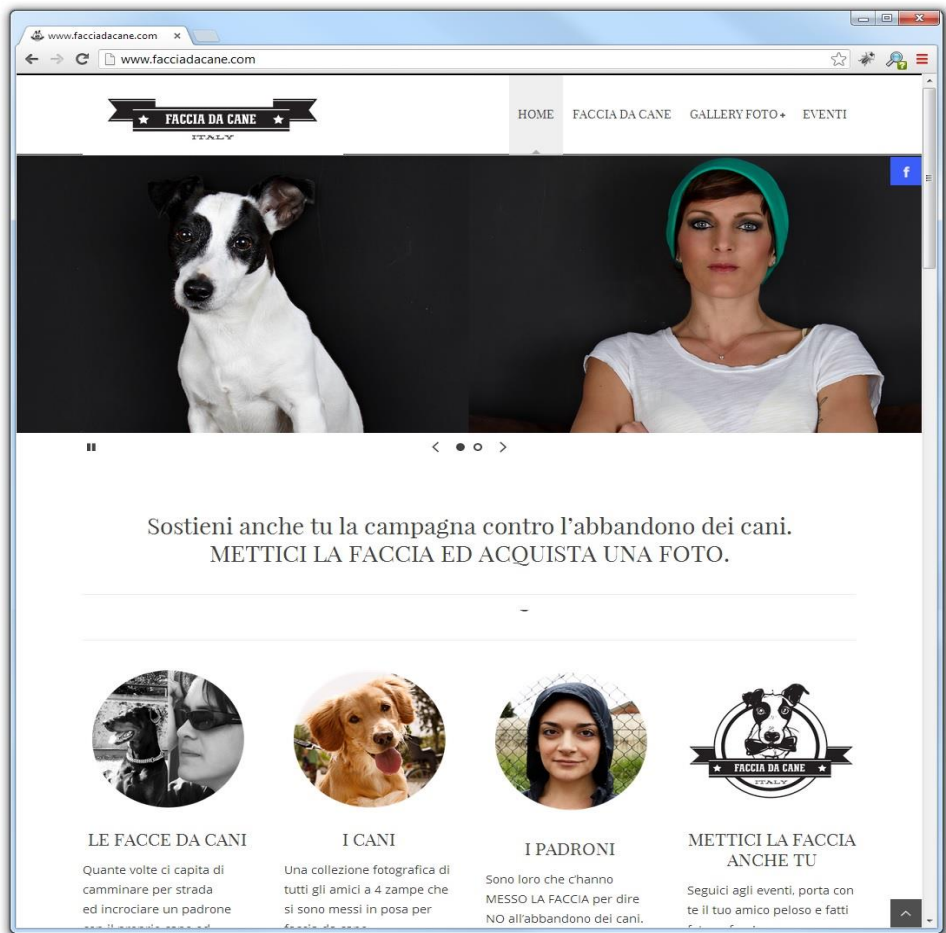 www.facciadacane.com
www.facciadacane.com
FACCIA DA CANE
ITALY
HOME FACCIA DA CANE GALLERY FOTO+ EVENTI
f
Sostieni anche tu la campagna contro l'abbandono dei cani.
METTICI LA FACCIA ED ACQUISTA UNA FOTO.
FACCIA DA CANE
ITALY
LE FACCE DA CANI
Quante volte ci capita di
camminare per strada
ed incrociare un padrone
I CANI
Una collezione fotografica di
tutti gli amici a 4 zampe che
si sono messi in posa per
I PADRONI
Sono loro che c'hanno
MESSO LA FACCIA per dire
NO all'abbandono dei cani.
METTICI LA FACCIA
ANCHE TU
Seguici agli eventi, porta con
te il tuo amico peloso e fatti